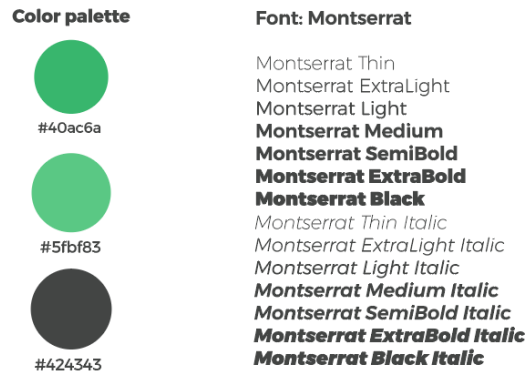 Color palette
#40ac6a
#5fbf83
#424343
Font: Montserrat
Montserrat Thin
Montserrat ExtraLight
Montserrat Light
Montserrat Medium
Montserrat SemiBold
Montserrat ExtraBold
Montserrat Black
Montserrat Thin Italic
Montserrat ExtraLight Italic
Montserrat Light Italic
Montserrat Medium Italic
Montserrat SemiBold Italic
Montserrat ExtraBold Italic
Montserrat Black Italic